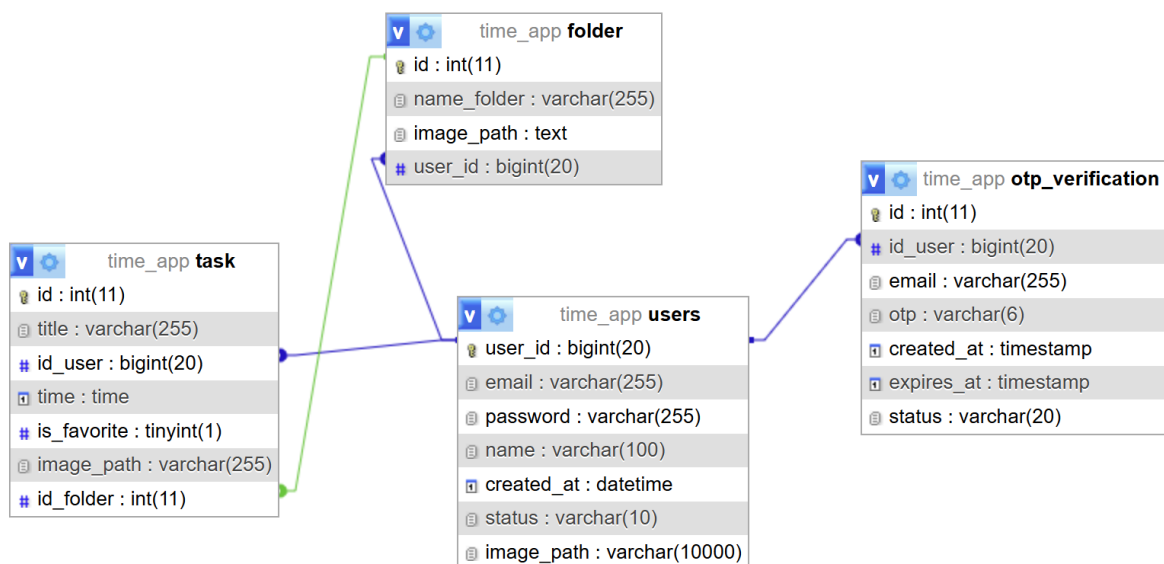 v time_app folder
id : int(11)
name_folder : varchar(255)
image_path : text
# user_id : bigint(20)
v time_app otp_verification
id : int(11)
# id_user : bigint(20)
email : varchar(255)
otp : varchar(6)
created_at : timestamp
expires_at : timestamp
status : varchar(20)
v time_app task
id : int(11)
title : varchar(255)
# id_user : bigint(20)
time : time
# is_favorite : tinyint(1)
image_path : varchar(255)
# id_folder : int(11)
v time_app users
user_id : bigint(20)
email : varchar(255)
password : varchar(255)
name : varchar(100)
created_at : datetime
status : varchar(10)
image_path : varchar(10000)